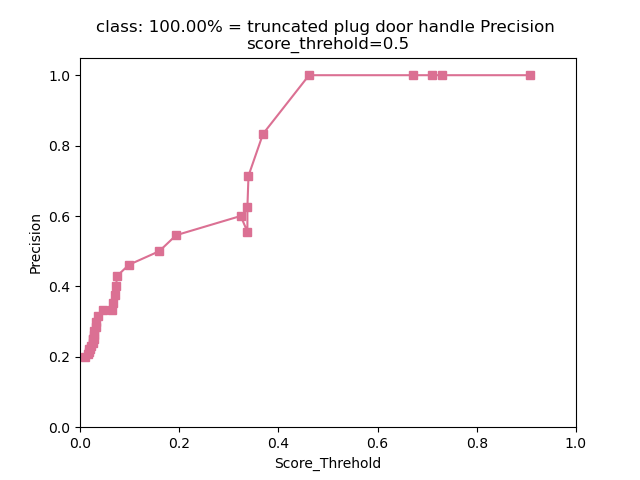 class: 100.00% = truncated plug door handle Precision
score_threhold=0.5
1.0
0.8
0.6
0.4
0.2
0.0
Precision
0.0 0.2 0.4 0.6 0.8 1.0
Score_Threhold